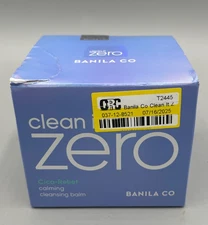 zero
BANILA CO
T2445
Banila Co Clean It Z
037-12-8521 07/16/2025
clean
zero
calming
cleansing balm
BANILA CO